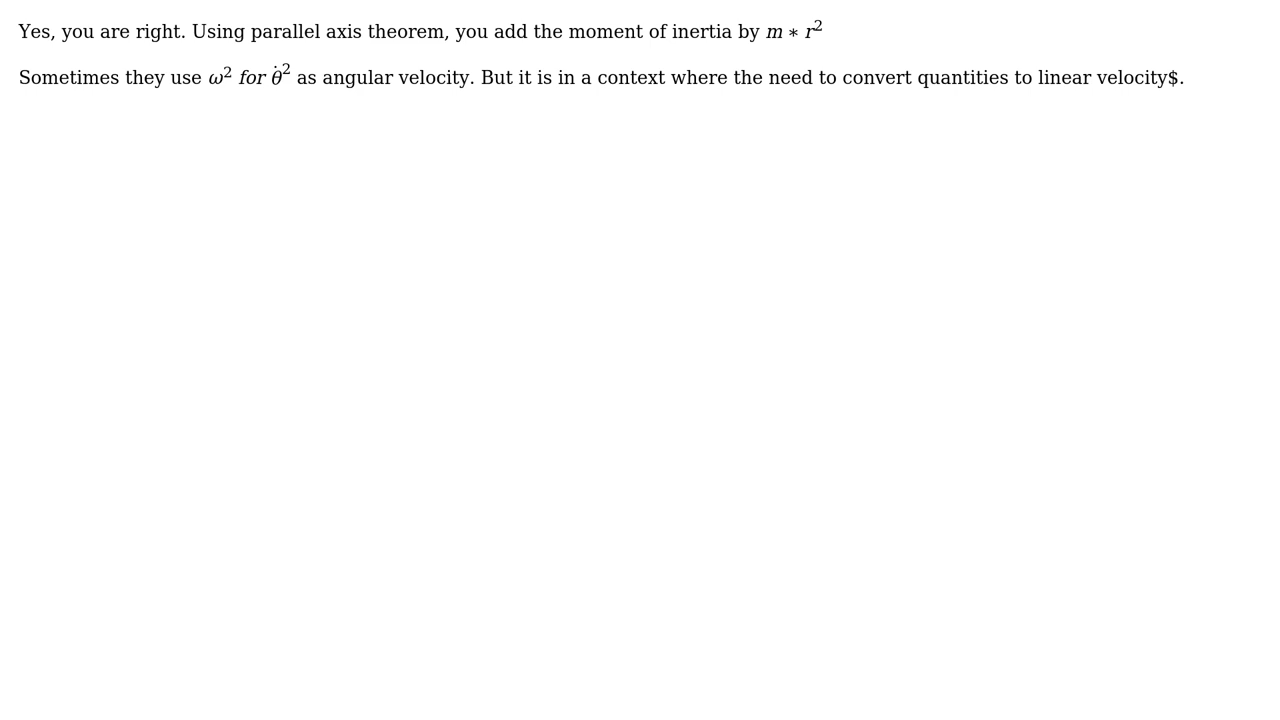 Yes, you are right. Using parallel axis theorem, you add the moment of inertia by m ∗ r²
Sometimes they use ω² for θ̇² as angular velocity. But it is in a context where the need to convert quantities to linear velocity$.